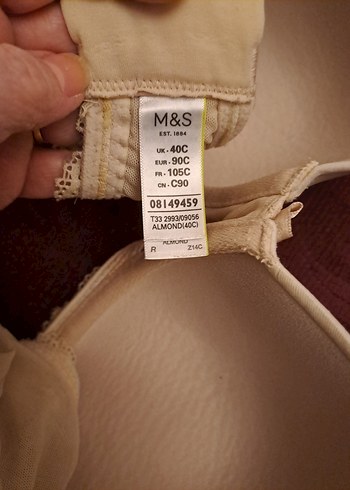 M&S
EST. 1884
UK - 40C
EUR - 90C
FR - 105C
CN - C90
08149459
T33 2993/09056
ALMOND(40C)
ALMOND
R Z14C